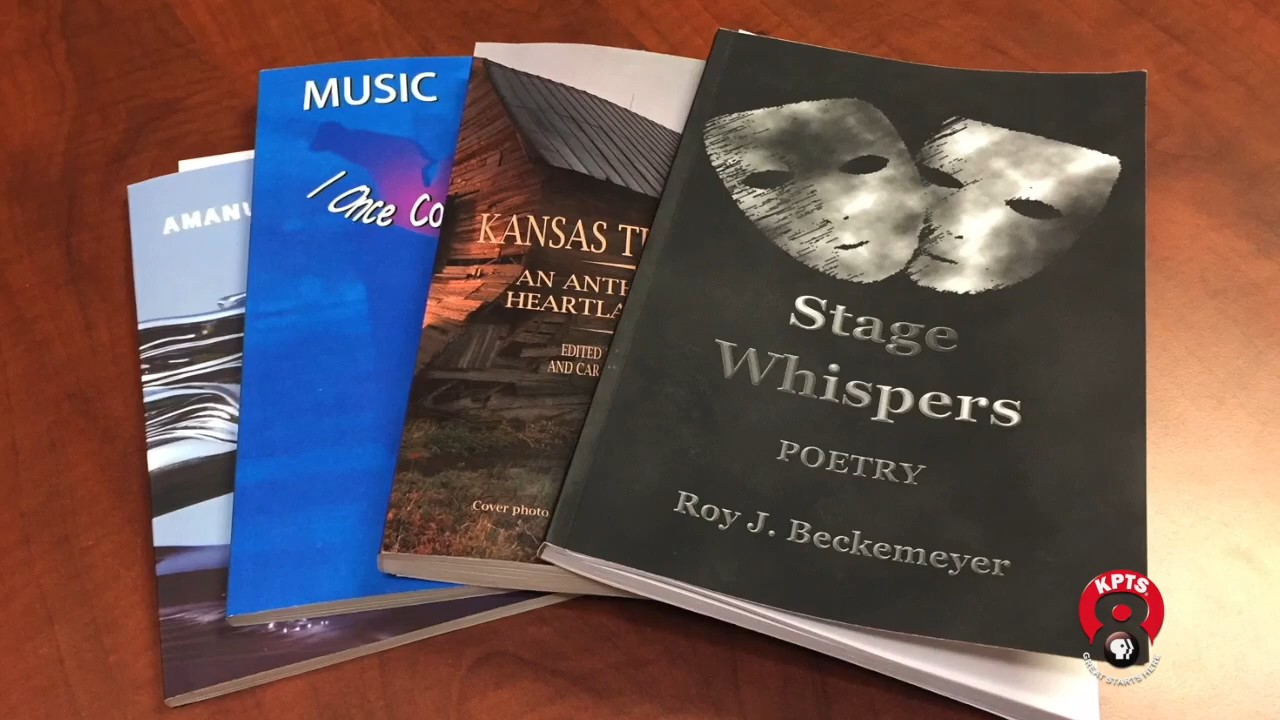 AMANU
MUSIC
I Once Co
KANSAS TI
AN ANTH
HEARTLA
EDITED
AND CAR
Cover photo
Stage
Whispers
POETRY
Roy J. Beckemeyer
KPTS
8
GREAT STARTS HERE